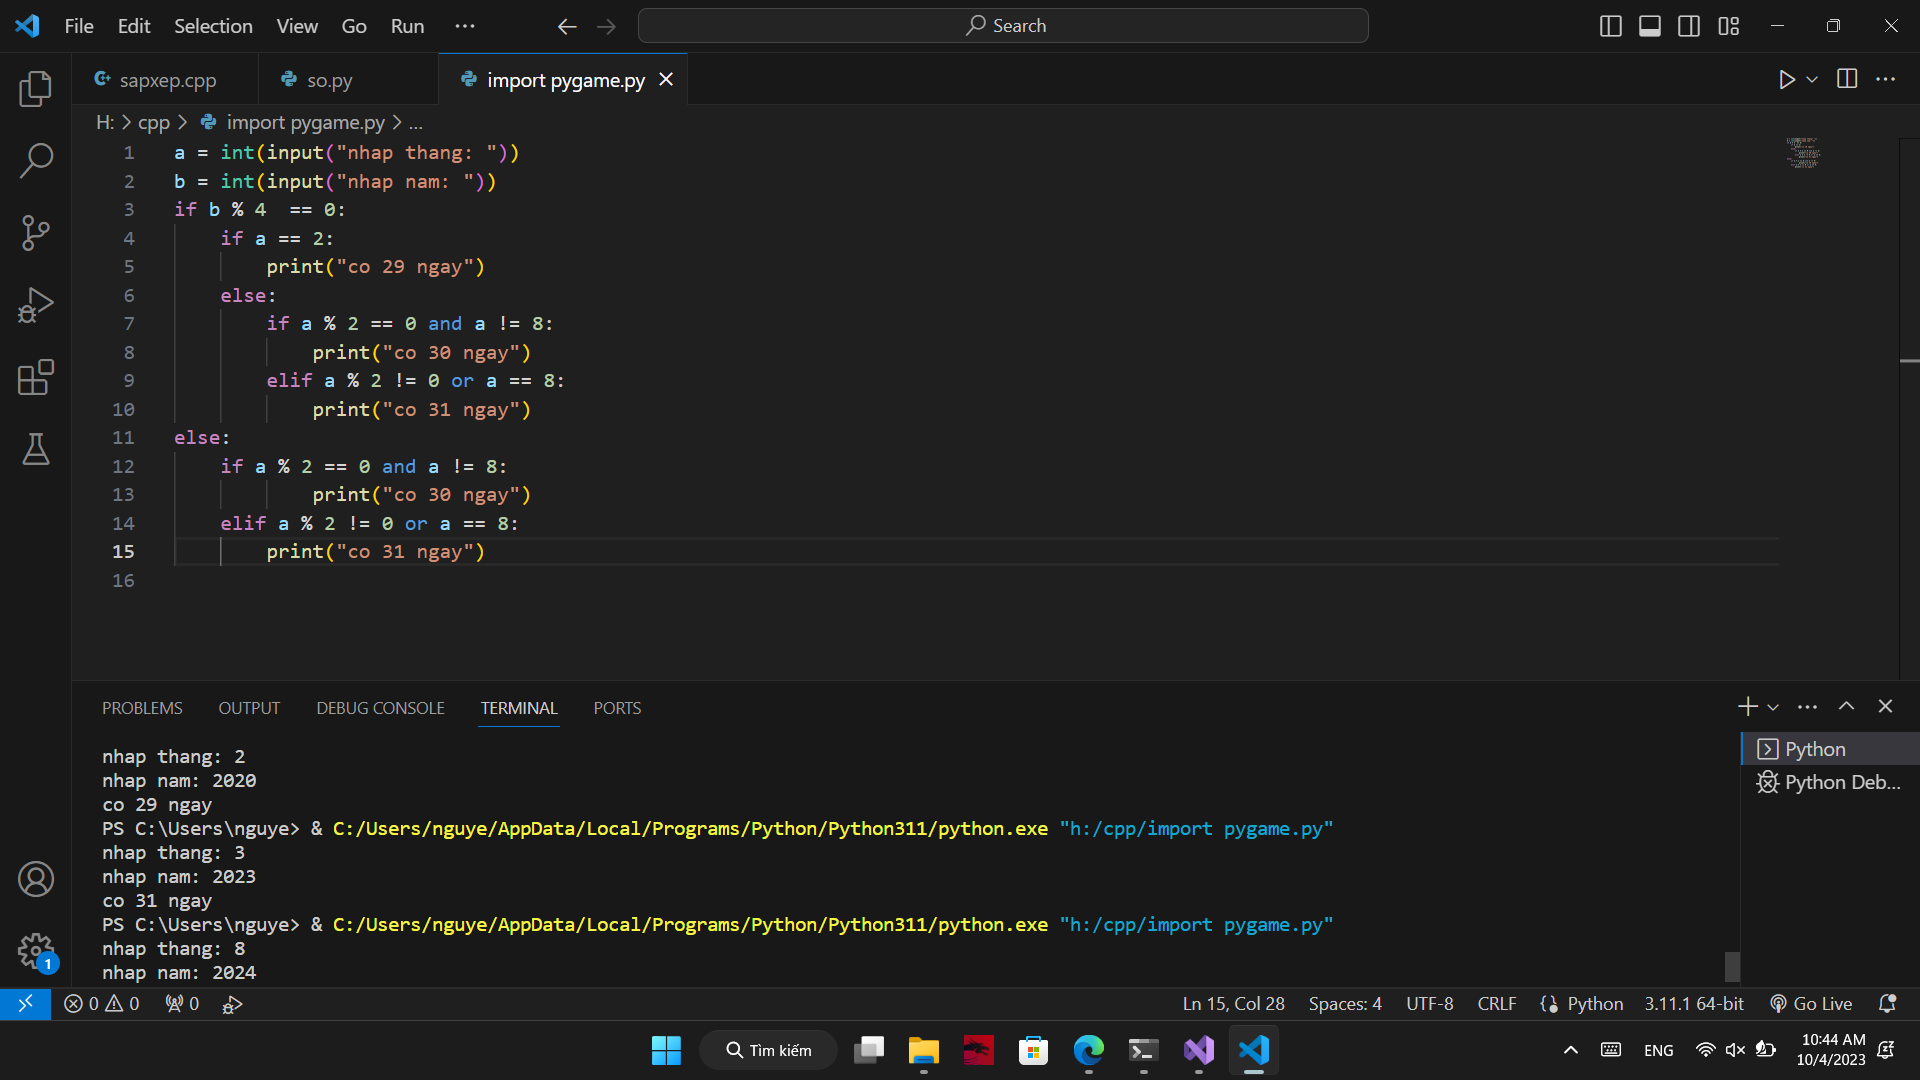 File Edit Selection View Go Run ···
Search
sapxep.cpp so.py import pygame.py
H: > cpp > import pygame.py > ...
1 a = int(input("nhap thang: "))
2 b = int(input("nhap nam: "))
3 if b % 4  == 0:
4     if a == 2:
5         print("co 29 ngay")
6     else:
7         if a % 2 == 0 and a != 8:
8             print("co 30 ngay")
9         elif a % 2 != 0 or a == 8:
10             print("co 31 ngay")
11 else:
12     if a % 2 == 0 and a != 8:
13             print("co 30 ngay")
14     elif a % 2 != 0 or a == 8:
15         print("co 31 ngay")
16
PROBLEMS OUTPUT DEBUG CONSOLE TERMINAL PORTS
nhap thang: 2
nhap nam: 2020
co 29 ngay
PS C:\Users\nguye> & C:/Users/nguye/AppData/Local/Programs/Python/Python311/python.exe "h:/cpp/import pygame.py"
nhap thang: 3
nhap nam: 2023
co 31 ngay
PS C:\Users\nguye> & C:/Users/nguye/AppData/Local/Programs/Python/Python311/python.exe "h:/cpp/import pygame.py"
nhap thang: 8
nhap nam: 2024
Python
Python Deb...
1
0 0 0
Ln 15, Col 28 Spaces: 4 UTF-8 CRLF Python 3.11.1 64-bit Go Live
Tìm kiếm
ENG
10:44 AM
10/4/2023